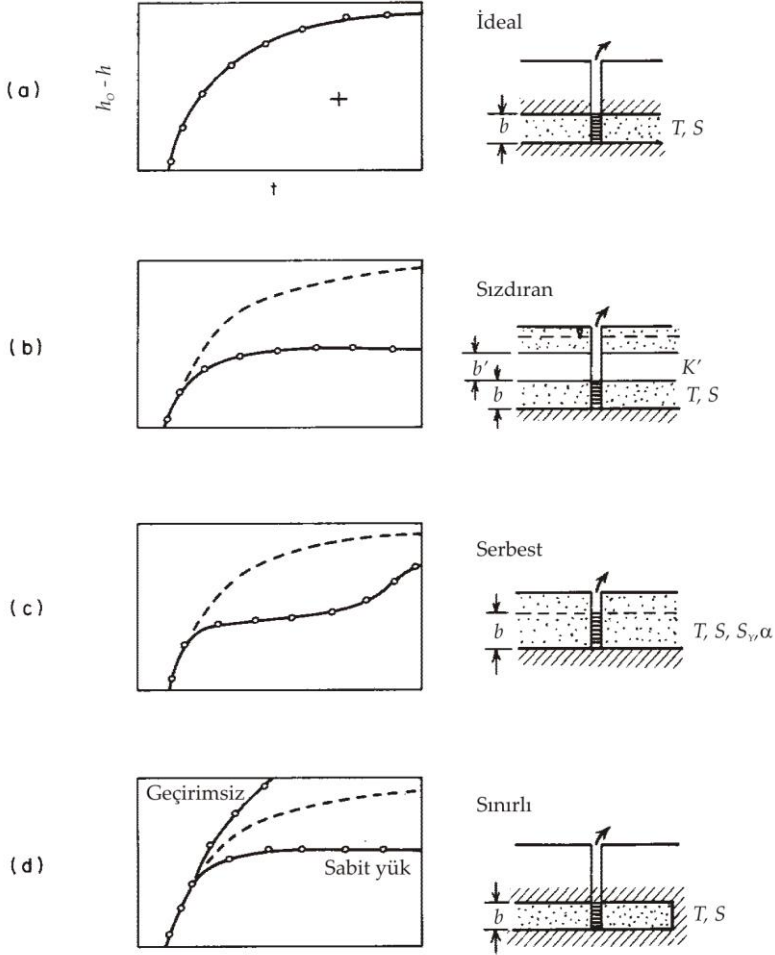 (a)
h₀ - h
t
İdeal
b
T, S
(b)
Sızdıran
b′
b
K′
T, S
(c)
Serbest
b
T, S, Sᵧ,α
(d)
Geçirimsiz
Sabit yük
Sınırlı
b
T, S